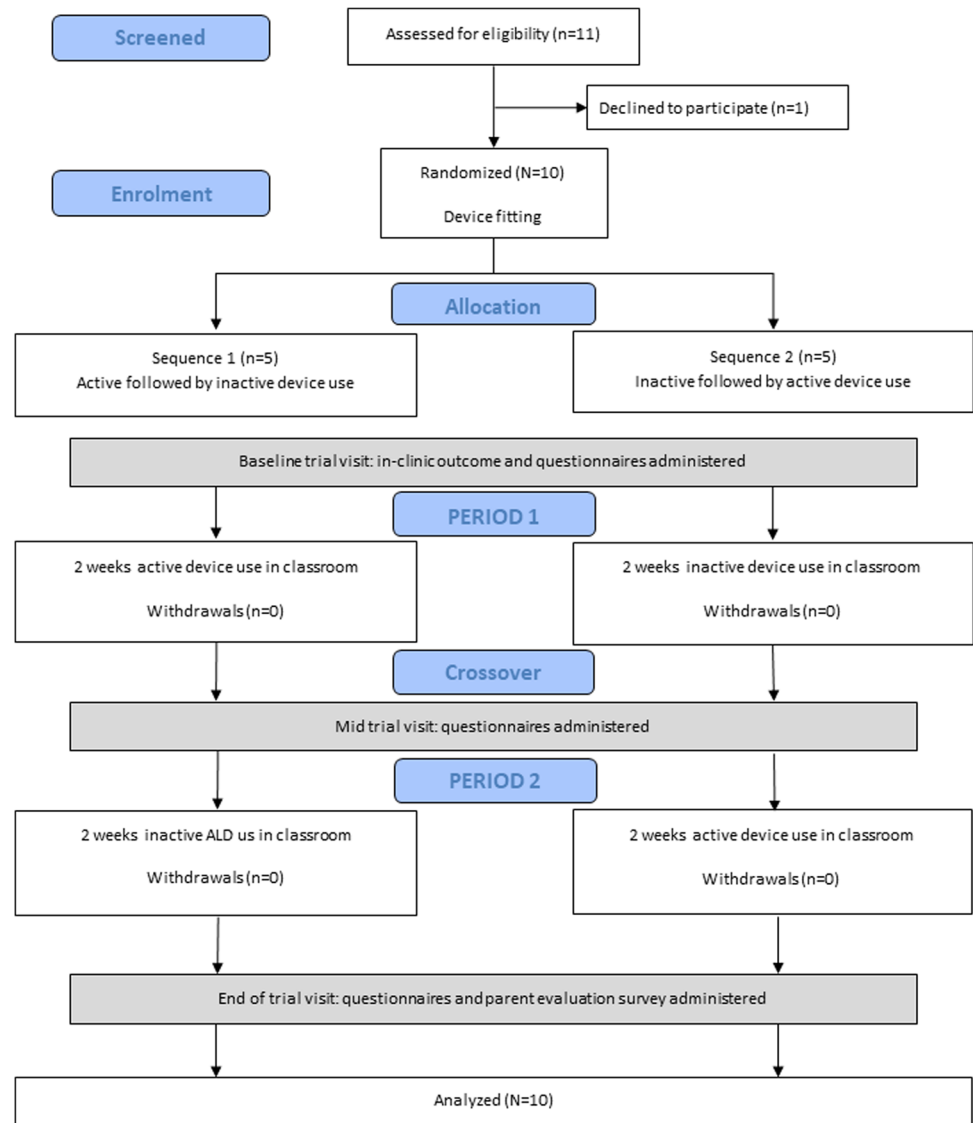 Screened
Assessed for eligibility (n=11)
Declined to participate (n=1)
Enrolment
Randomized (N=10)
Device fitting
Allocation
Sequence 1 (n=5)
Active followed by inactive device use
Sequence 2 (n=5)
Inactive followed by active device use
Baseline trial visit: in-clinic outcome and questionnaires administered
PERIOD 1
2 weeks active device use in classroom
Withdrawals (n=0)
2 weeks inactive device use in classroom
Withdrawals (n=0)
Crossover
Mid trial visit: questionnaires administered
PERIOD 2
2 weeks inactive ALD us in classroom
Withdrawals (n=0)
2 weeks active device use in classroom
Withdrawals (n=0)
End of trial visit: questionnaires and parent evaluation survey administered
Analyzed (N=10)